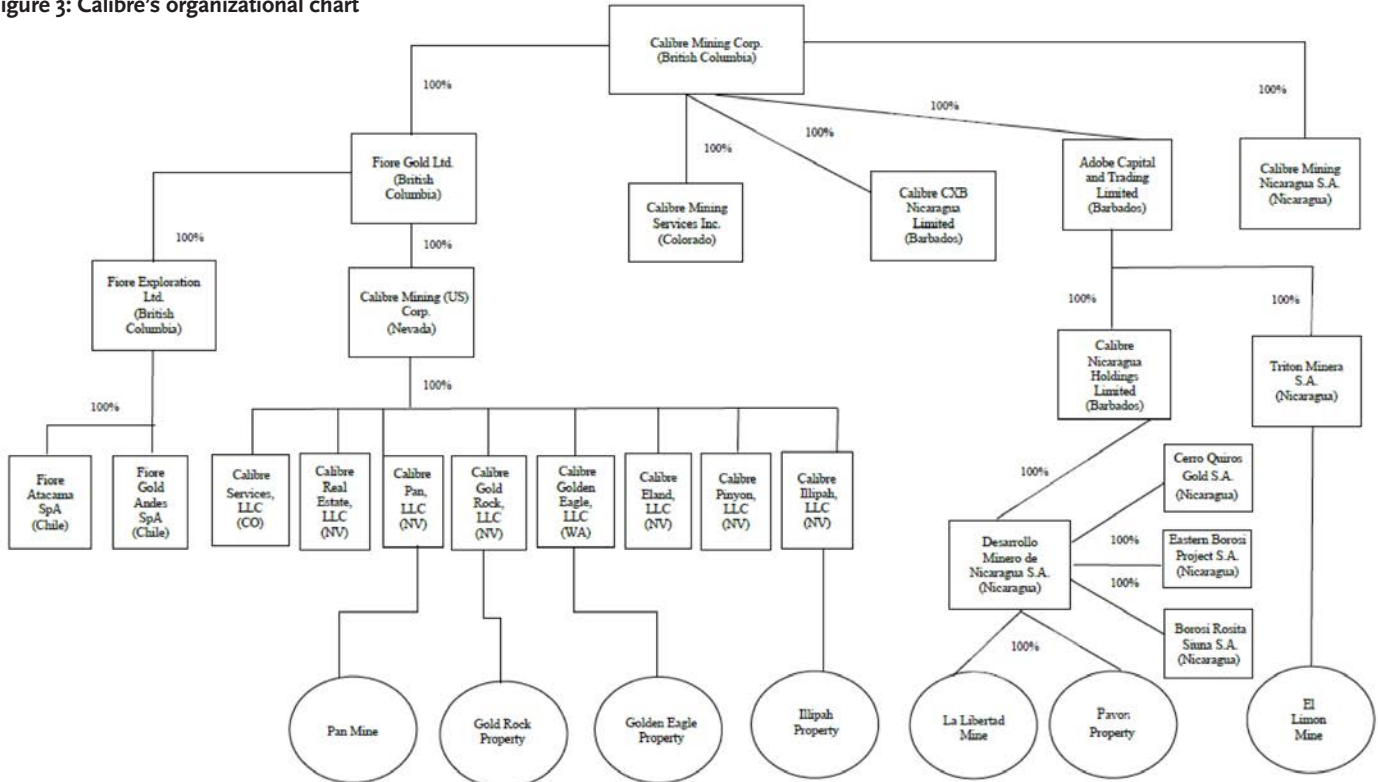 igure 3: Calibre's organizational chart
Calibre Mining Corp.
(British Columbia)
100%
100%
100%
100%
100%
Fiore Gold Ltd.
(British
Columbia)
Calibre Mining
Services Inc.
(Colorado)
Calibre CXB
Nicaragua
Limited
(Barbados)
Adobe Capital
and Trading
Limited
(Barbados)
Calibre Mining
Nicaragua S.A.
(Nicaragua)
100%
100%
100%
100%
Fiore Exploration
Ltd.
(British
Columbia)
Calibre Mining (US)
Corp.
(Nevada)
Calibre
Nicaragua
Holdings
Limited
(Barbados)
Triton Minera
S.A.
(Nicaragua)
100%
100%
Fiore
Atacama
SpA
(Chile)
Fiore
Gold
Andes
SpA
(Chile)
Calibre
Services,
LLC
(CO)
Calibre
Real
Estate,
LLC
(NV)
Calibre
Pan,
LLC
(NV)
Calibre
Gold
Rock,
LLC
(NV)
Calibre
Golden
Eagle,
LLC
(WA)
Calibre
Eland,
LLC
(NV)
Calibre
Pinyon,
LLC
(NV)
Calibre
Illipah,
LLC
(NV)
100%
Cerro Quiros
Gold S.A.
(Nicaragua)
Desarrollo
Minero de
Nicaragua S.A.
(Nicaragua)
100%
Eastern Borosi
Project S.A.
(Nicaragua)
100%
Borosi Rosita
Siuna S.A.
(Nicaragua)
100%
Pan Mine
Gold Rock
Property
Golden Eagle
Property
Illipah
Property
La Libertad
Mine
Pavon
Property
El
Limon
Mine